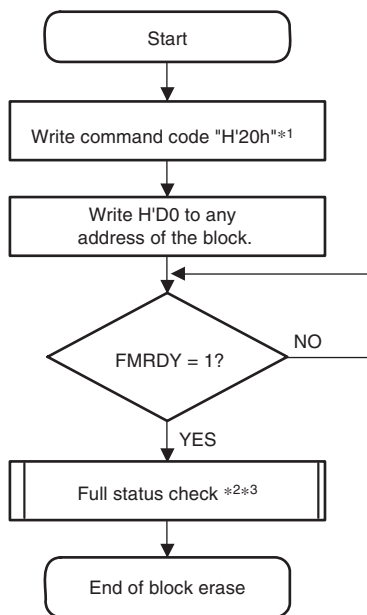 Start
Write command code "H'20h"*1
Write H'D0 to any
address of the block.
FMRDY = 1?
NO
YES
Full status check *2*3
End of block erase